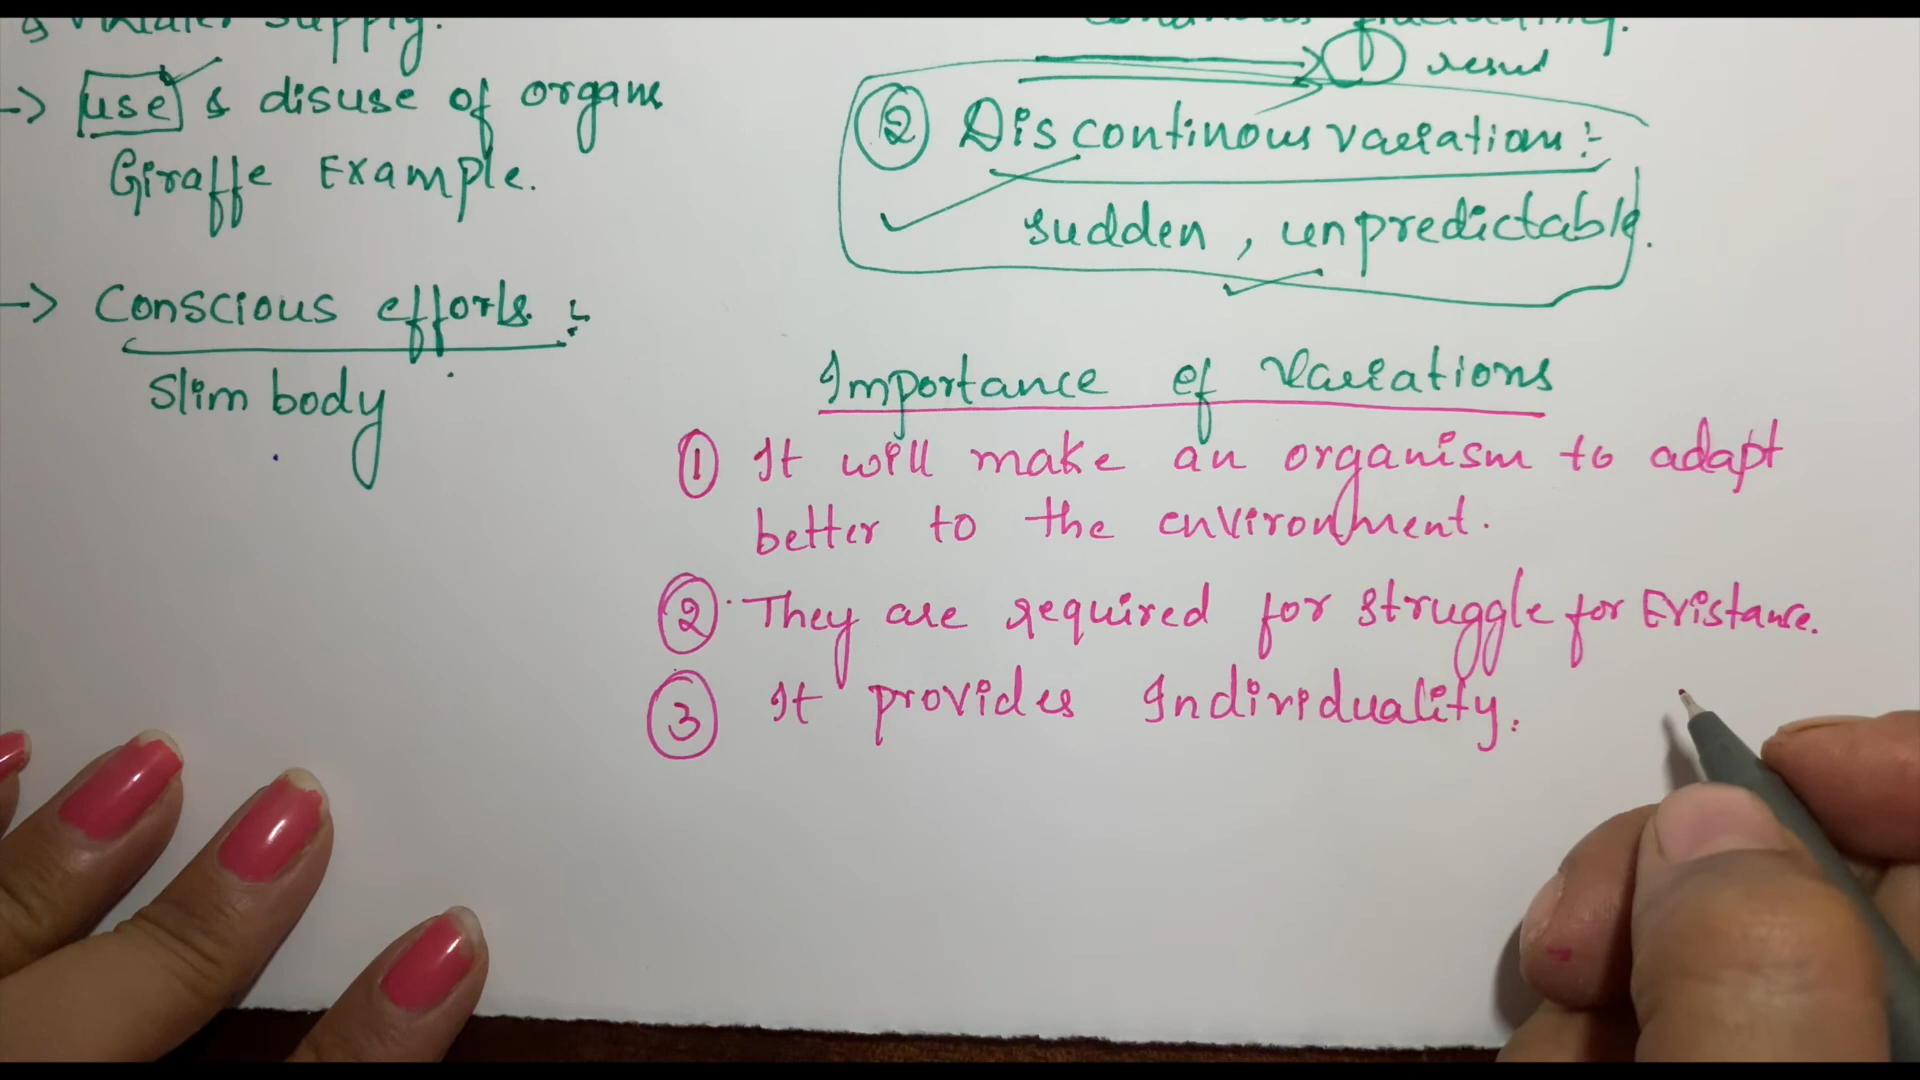 supply.
-> use & disuse of organs
Giraffe Example.
-> Conscious efforts :-
Slim body
② Discontinous variation :-
sudden, unpredictable.
Importance of Variations
① It will make an organism to adapt
better to the environment.
② They are required for struggle for Existance.
③ It provides Individuality.